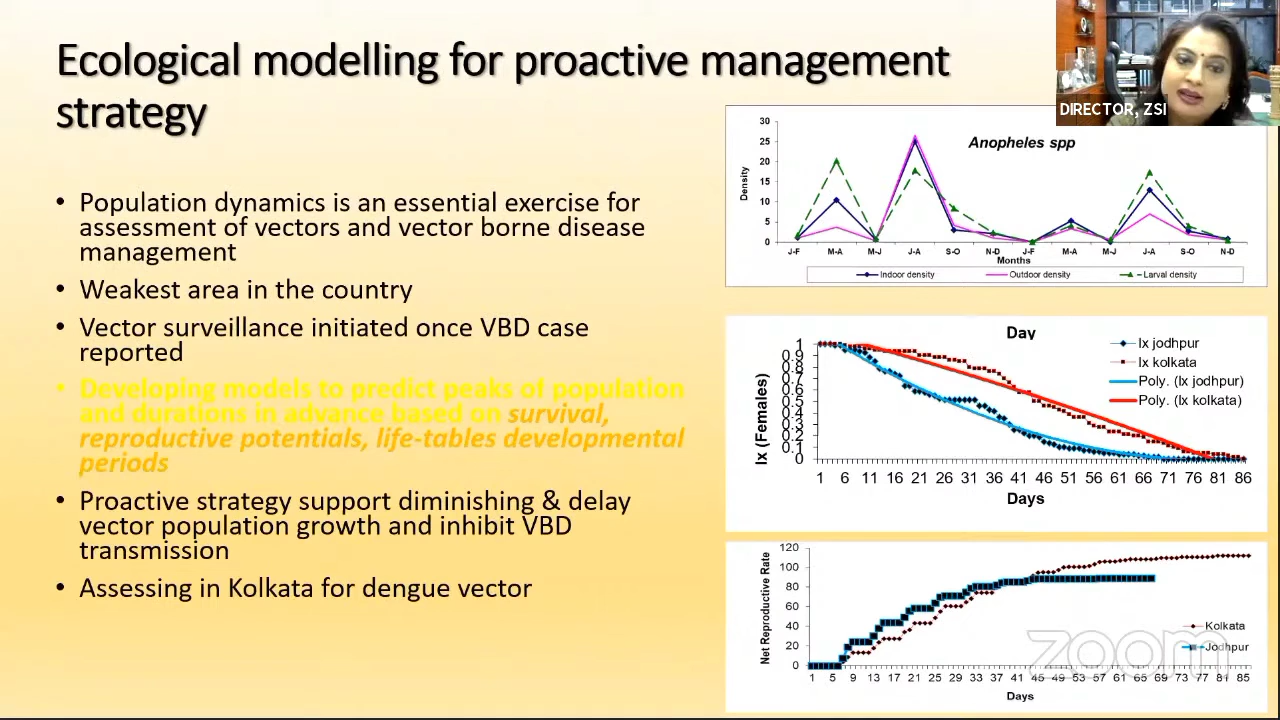 Ecological modelling for proactive management
strategy
DIRECTOR, ZSI
• Population dynamics is an essential exercise for
assessment of vectors and vector borne disease
management
• Weakest area in the country
• Vector surveillance initiated once VBD case
reported
• Developing models to predict peaks of population
and durations in advance based on survival,
reproductive potentials, life-tables developmental
periods
• Proactive strategy support diminishing & delay
vector population growth and inhibit VBD
transmission
• Assessing in Kolkata for dengue vector
Anopheles spp
Density
30
25
20
15
10
5
0
J-F M-A M-J J-A S-O N-D J-F M-A M-J J-A S-O N-D
Months
Indoor density Outdoor density Larval density
Day
lx (Females)
1
0.9
0.8
0.7
0.6
0.5
0.4
0.3
0.2
0.1
0
1 6 11 16 21 26 31 36 41 46 51 56 61 66 71 76 81 86
Days
lx jodhpur
lx kolkata
Poly. (lx jodhpur)
Poly. (lx kolkata)
Net Reproductive Rate
120
100
80
60
40
20
0
1 5 9 13 17 21 25 29 33 37 41 45 49 53 57 61 65 69 73 77 81 85
Days
Kolkata
Jodhpur
zoom